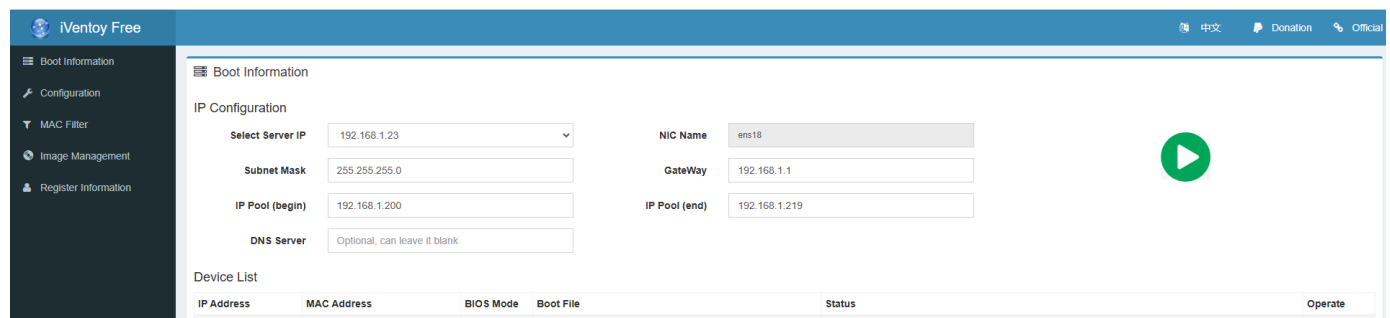 iVentoy Free
中文 Donation Official
Boot Information
Configuration
MAC Filter
Image Management
Register Information
Boot Information
IP Configuration
Select Server IP 192.168.1.23 NIC Name ens18
Subnet Mask 255.255.255.0 GateWay 192.168.1.1
IP Pool (begin) 192.168.1.200 IP Pool (end) 192.168.1.219
DNS Server Optional, can leave it blank
Device List
IP Address MAC Address BIOS Mode Boot File Status Operate